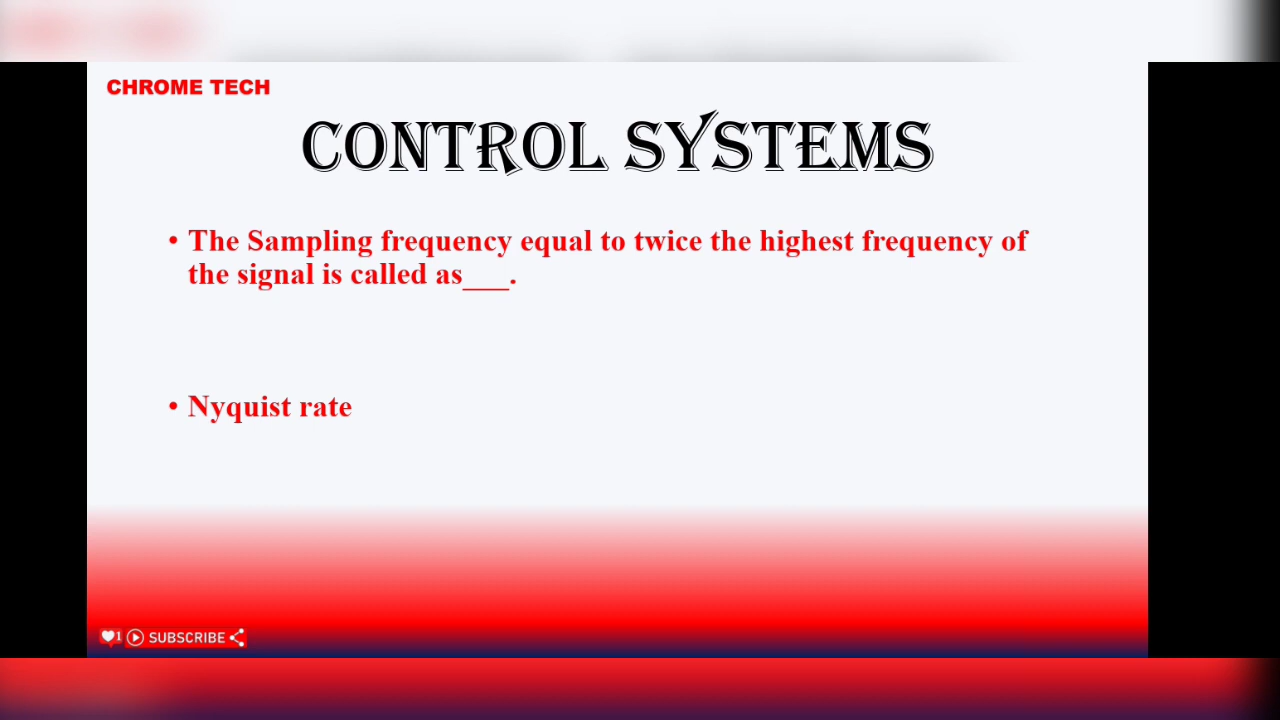 CHROME TECH
CONTROL SYSTEMS
• The Sampling frequency equal to twice the highest frequency of
the signal is called as___.
• Nyquist rate
1 SUBSCRIBE